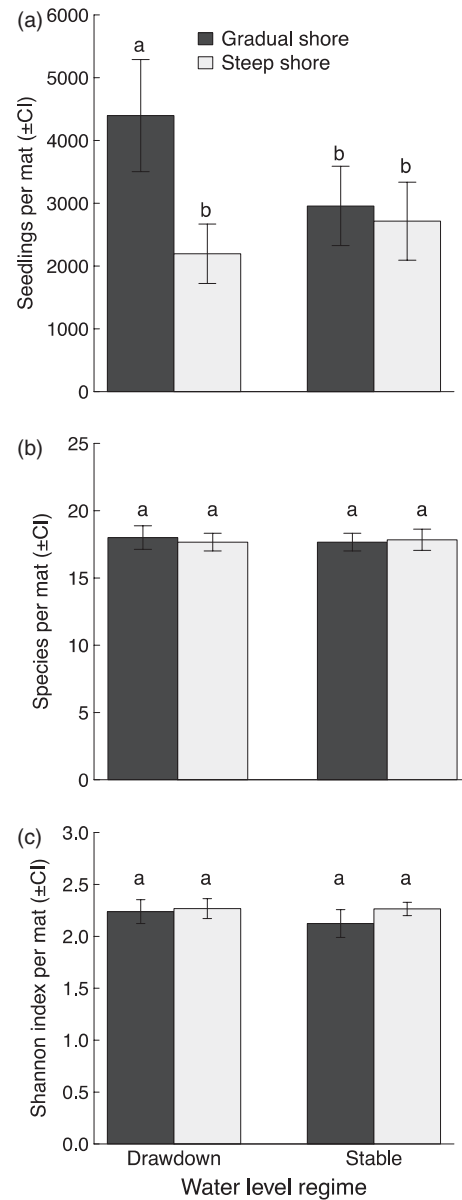 (a)
Seedlings per mat (±CI)
6000
5000
4000
3000
2000
1000
0
Gradual shore
Steep shore
a
b
b
b
(b)
Species per mat (±CI)
25
20
15
10
5
0
a
a
a
a
(c)
Shannon index per mat (±CI)
3.0
2.5
2.0
1.5
1.0
0.5
0.0
a
a
a
a
Drawdown Stable
Water level regime